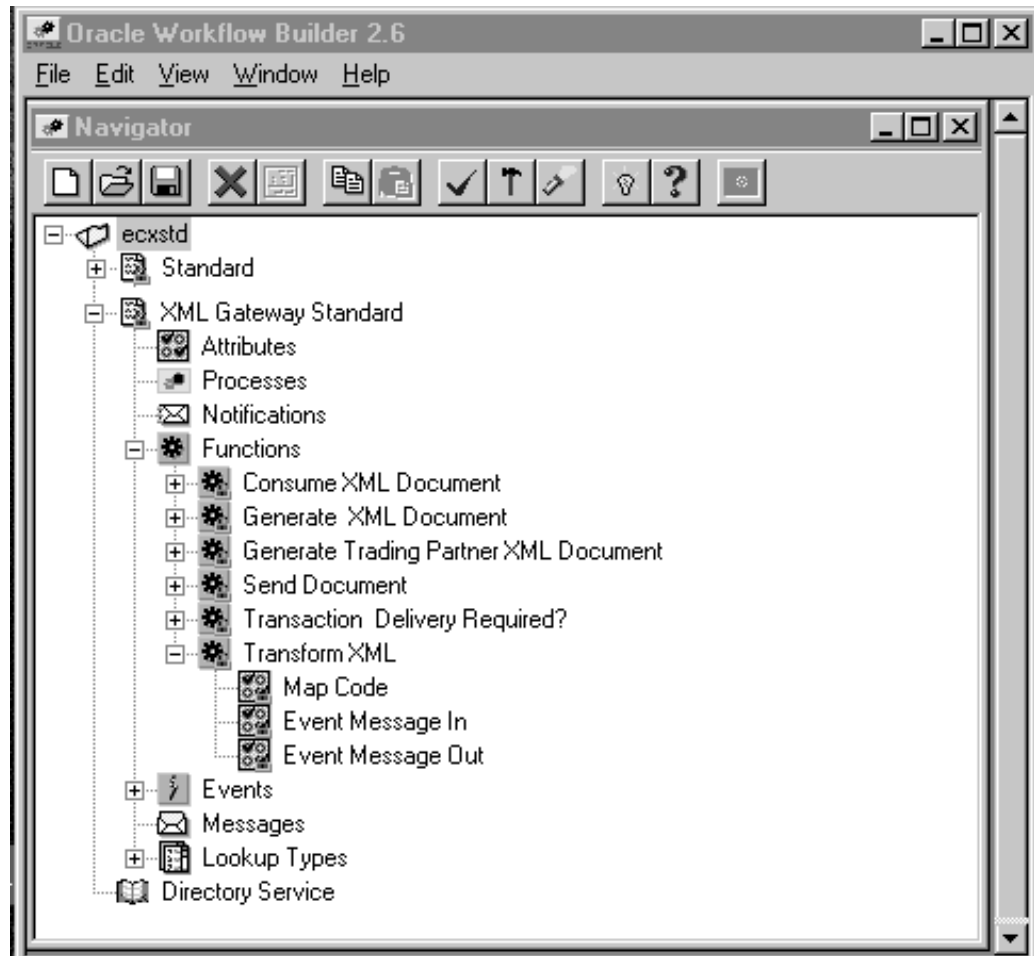 Oracle Workflow Builder 2.6
File Edit View Window Help
Navigator
ecxstd
Standard
XML Gateway Standard
Attributes
Processes
Notifications
Functions
Consume XML Document
Generate XML Document
Generate Trading Partner XML Document
Send Document
Transaction Delivery Required?
Transform XML
Map Code
Event Message In
Event Message Out
Events
Messages
Lookup Types
Directory Service